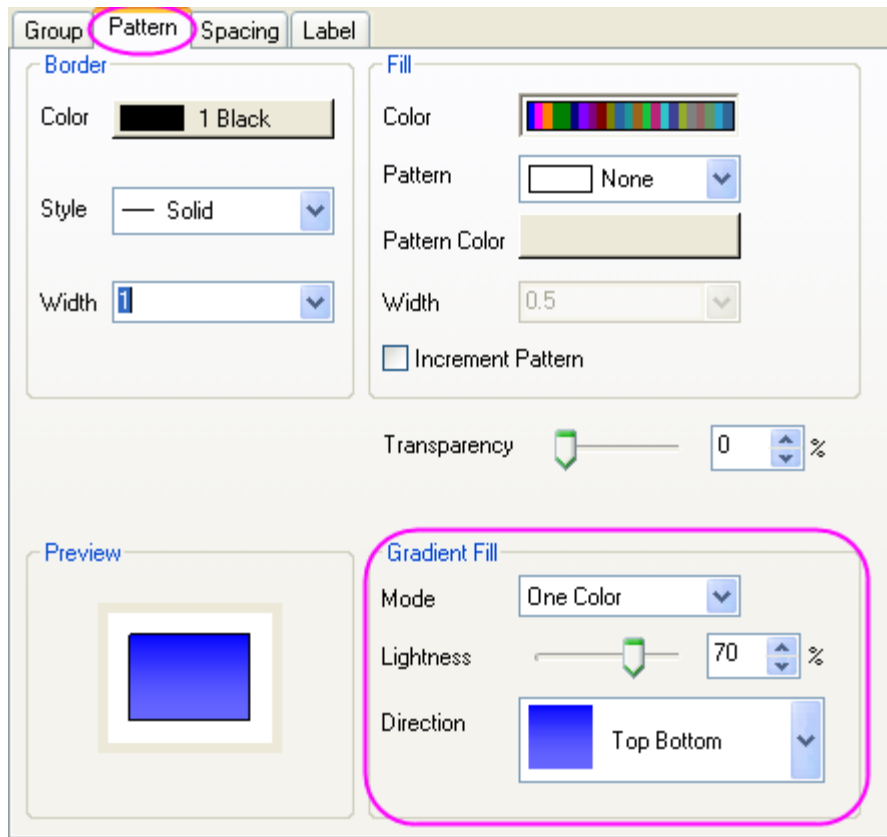 Group Pattern Spacing Label
Border
Color 1 Black
Style Solid
Width 1
Fill
Color
Pattern None
Pattern Color
Width 0.5
Increment Pattern
Transparency 0 %
Preview
Gradient Fill
Mode One Color
Lightness 70 %
Direction Top Bottom